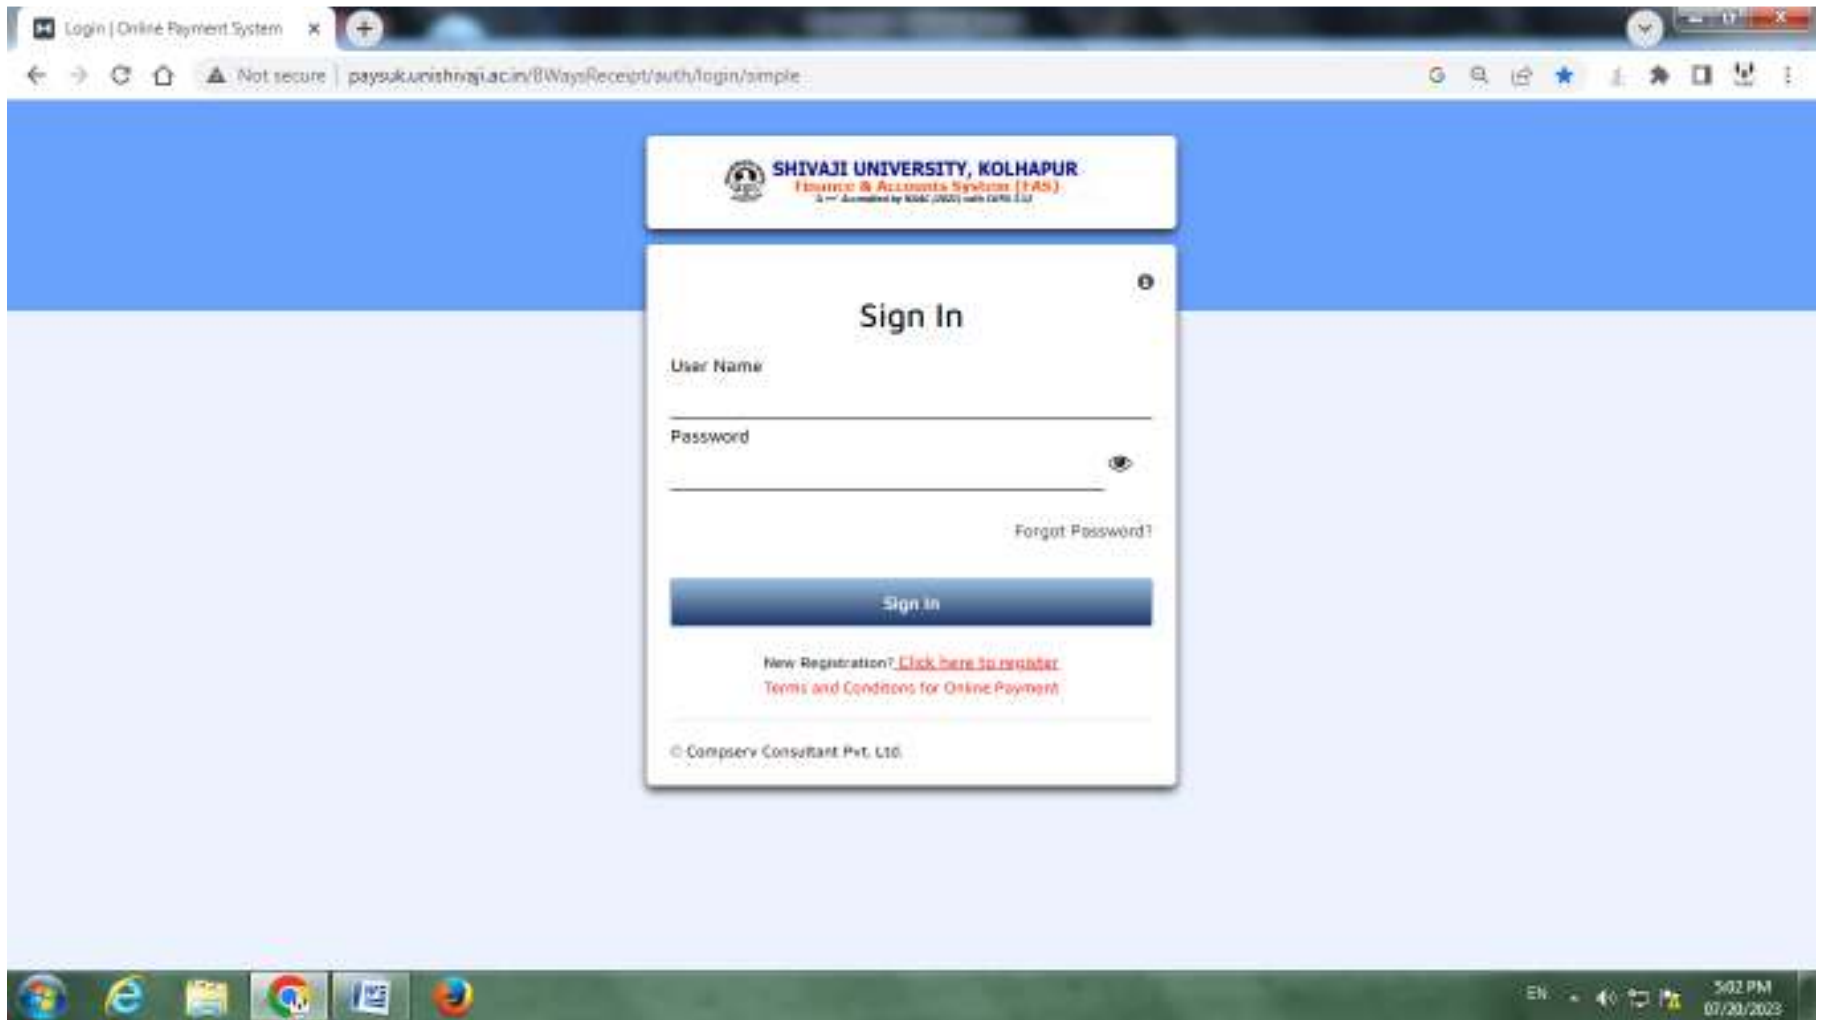 Login | Online Payment System
Not secure | paysuk.unishivaji.ac.in/BWaysReceipt/auth/login/simple
SHIVAJI UNIVERSITY, KOLHAPUR
Finance & Accounts System (FAS)
Sign In
User Name
Password
Forgot Password?
Sign In
New Registration? Click here to register
Terms and Conditons for Online Payment
© Compserv Consultant Pvt. Ltd.
EN
5:02 PM
07/20/2023